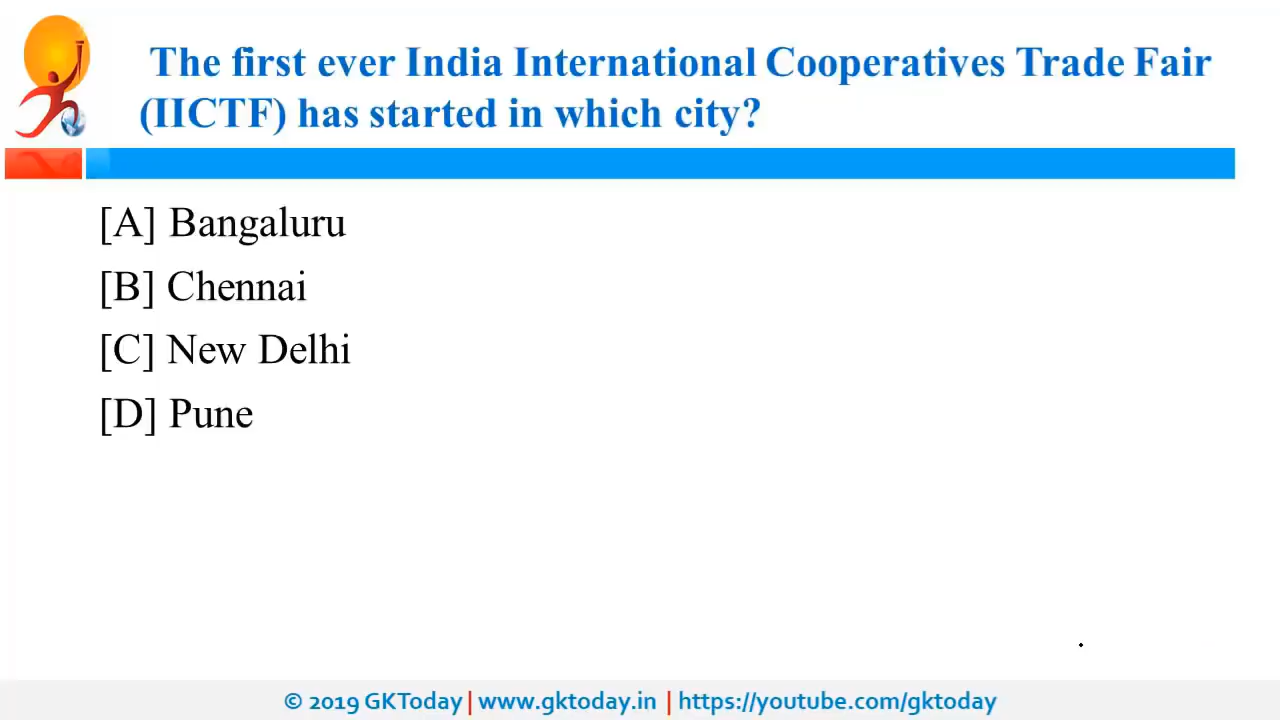 The first ever India International Cooperatives Trade Fair
(IICTF) has started in which city?
[A] Bangaluru
[B] Chennai
[C] New Delhi
[D] Pune
© 2019 GKToday | www.gktoday.in | https://youtube.com/gktoday